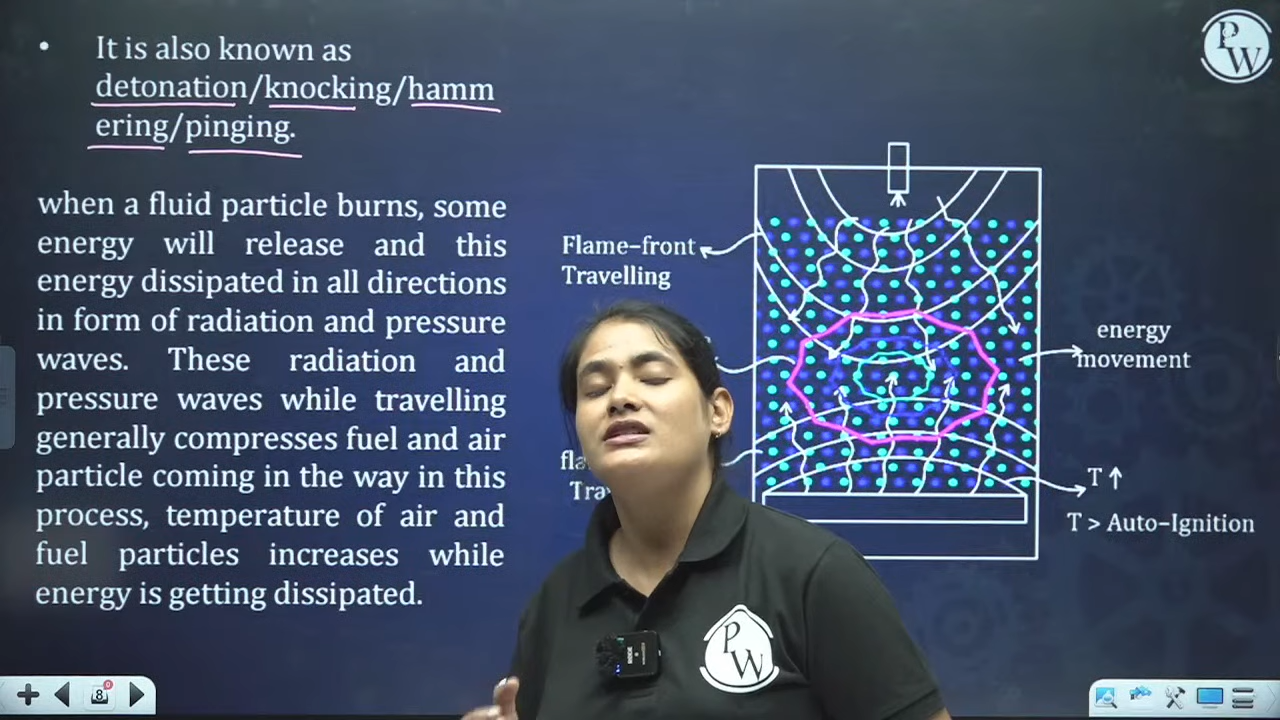 It is also known as
detonation/knocking/hamm
ering/pinging.
when a fluid particle burns, some
energy will release and this
energy dissipated in all directions
in form of radiation and pressure
waves. These radiation and
pressure waves while travelling
generally compresses fuel and air
particle coming in the way in this
process, temperature of air and
fuel particles increases while
energy is getting dissipated.
Flame–front
Travelling
energy
movement
T ↑
T > Auto–Ignition
PW
PW
8
0